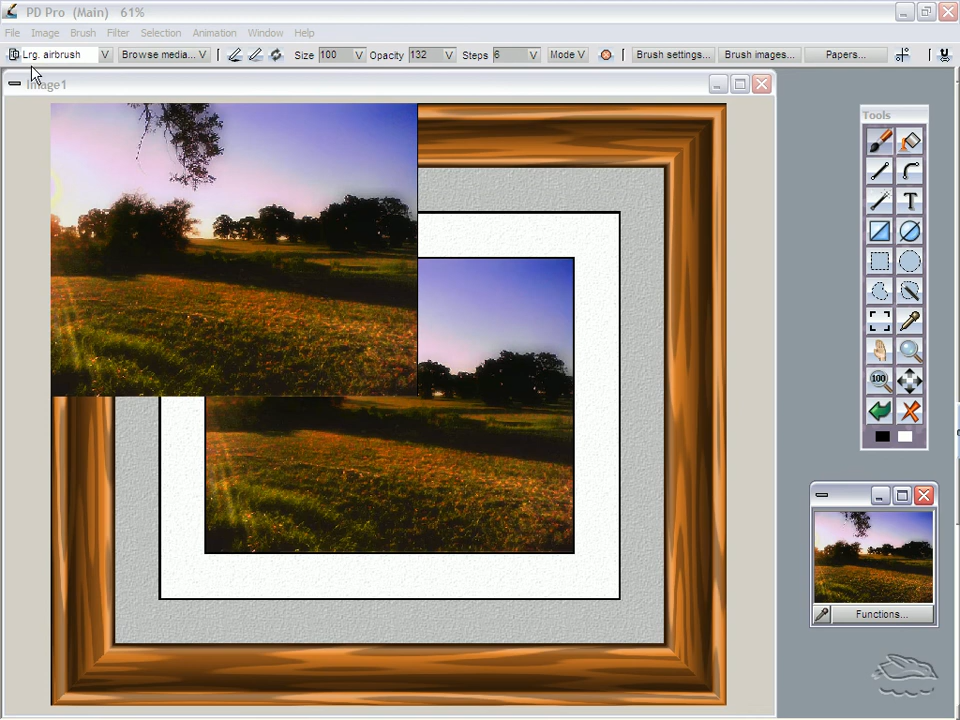 PD Pro (Main) 61%
File Image Brush Filter Selection Animation Window Help
Lrg. airbrush Browse media... Size 100 Opacity 132 Steps 6 Mode Brush settings... Brush images... Papers...
Image1
Tools
T
100
Functions...